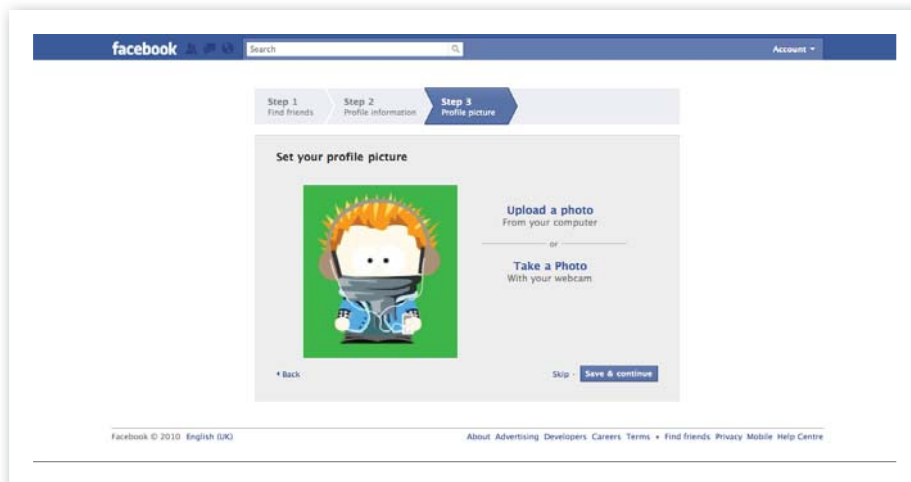 facebook Search Account
Step 1 Step 2 Step 3
Find friends Profile information Profile picture
Set your profile picture
Upload a photo
From your computer
or
Take a Photo
With your webcam
Back Skip · Save & continue
Facebook © 2010 English (UK) About Advertising Developers Careers Terms • Find friends Privacy Mobile Help Centre